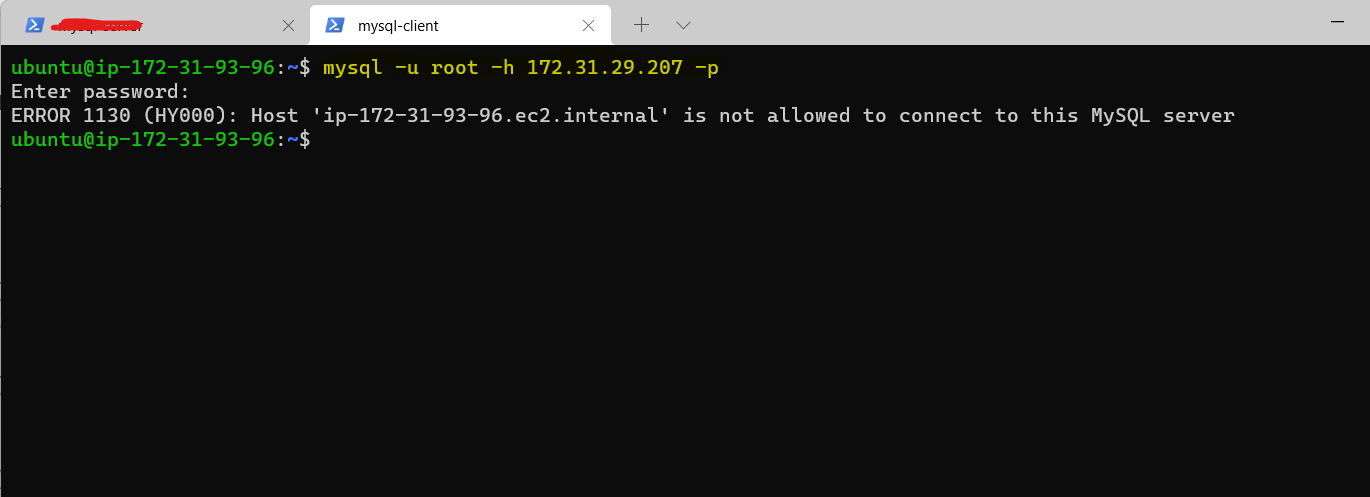 mysql-client
ubuntu@ip-172-31-93-96:~$ mysql -u root -h 172.31.29.207 -p
Enter password:
ERROR 1130 (HY000): Host 'ip-172-31-93-96.ec2.internal' is not allowed to connect to this MySQL server
ubuntu@ip-172-31-93-96:~$